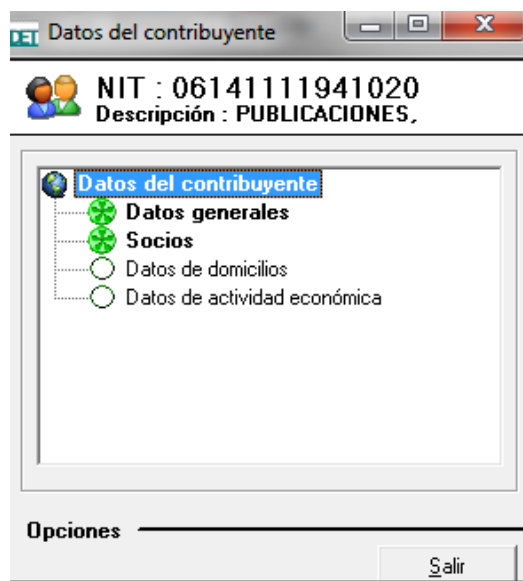 DET Datos del contribuyente
NIT : 06141111941020
Descripción : PUBLICACIONES,
Datos del contribuyente
Datos generales
Socios
Datos de domicilios
Datos de actividad económica
Opciones
Salir